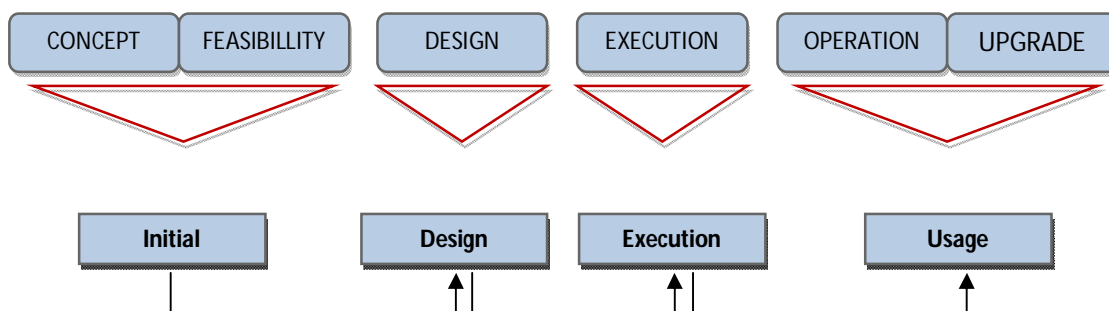 CONCEPT FEASIBILLITY DESIGN EXECUTION OPERATION UPGRADE
Initial Design Execution Usage